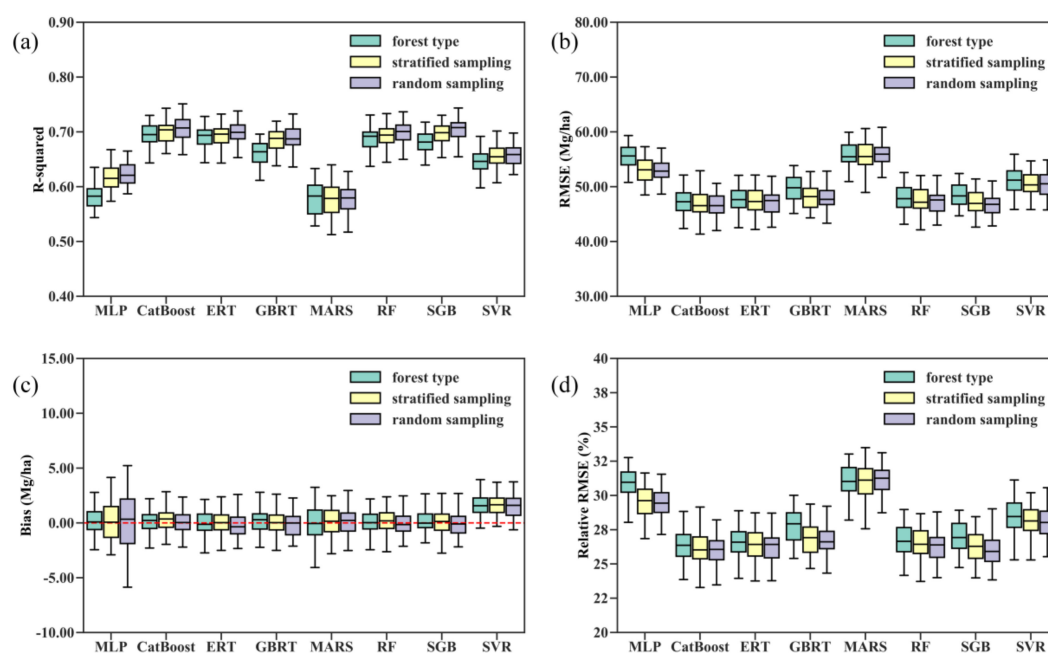 (a)
R-squared
0.90
0.80
0.70
0.60
0.50
0.40
forest type
stratified sampling
random sampling
MLP CatBoost ERT GBRT MARS RF SGB SVR
(b)
RMSE (Mg/ha)
80.00
70.00
60.00
50.00
40.00
30.00
forest type
stratified sampling
random sampling
MLP CatBoost ERT GBRT MARS RF SGB SVR
(c)
Bias (Mg/ha)
15.00
10.00
5.00
0.00
-5.00
-10.00
forest type
stratified sampling
random sampling
MLP CatBoost ERT GBRT MARS RF SGB SVR
(d)
Relative RMSE (%)
40
38
35
32
30
28
25
22
20
forest type
stratified sampling
random sampling
MLP CatBoost ERT GBRT MARS RF SGB SVR